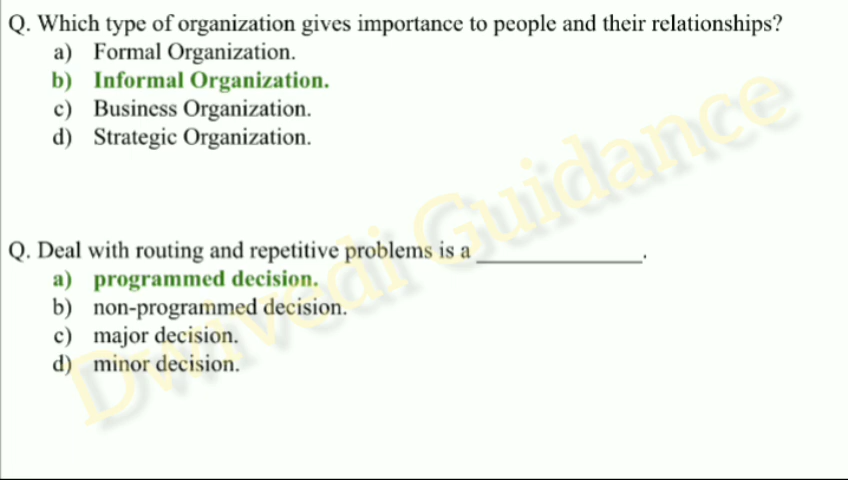 Q. Which type of organization gives importance to people and their relationships?
a) Formal Organization.
b) Informal Organization.
c) Business Organization.
d) Strategic Organization.
Q. Deal with routing and repetitive problems is a ______________.
a) programmed decision.
b) non-programmed decision.
c) major decision.
d) minor decision.
Dwivedi Guidance